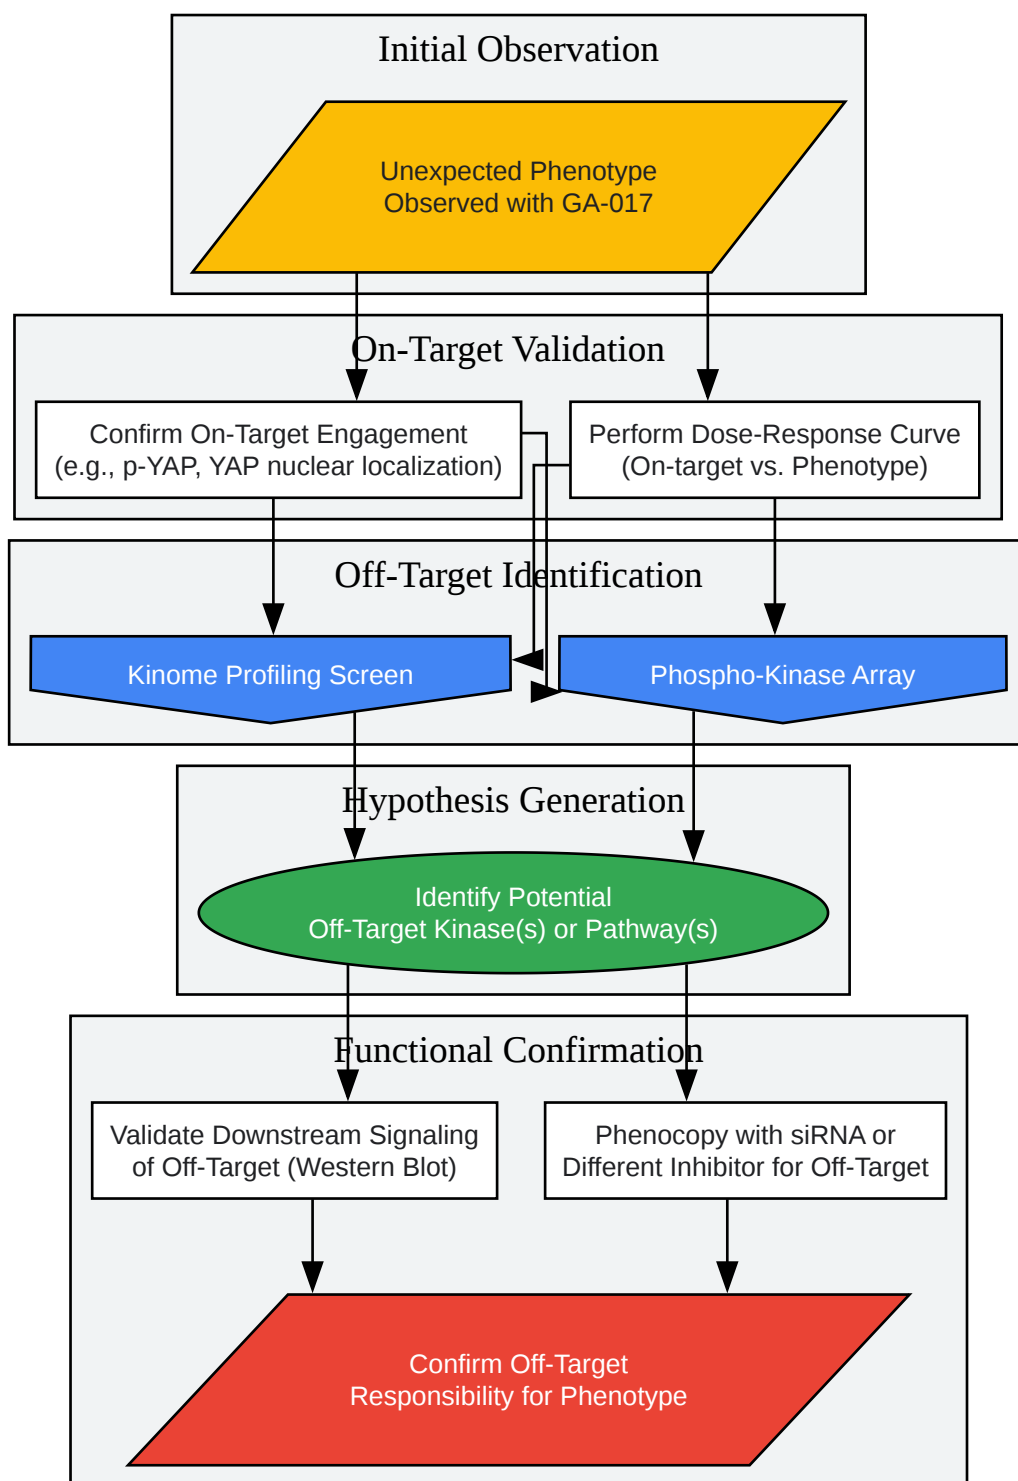 Initial Observation
Unexpected Phenotype
Observed with GA-017
On-Target Validation
Confirm On-Target Engagement
(e.g., p-YAP, YAP nuclear localization)
Perform Dose-Response Curve
(On-target vs. Phenotype)
Off-Target Identification
Kinome Profiling Screen
Phospho-Kinase Array
Hypothesis Generation
Identify Potential
Off-Target Kinase(s) or Pathway(s)
Functional Confirmation
Validate Downstream Signaling
of Off-Target (Western Blot)
Phenocopy with siRNA or
Different Inhibitor for Off-Target
Confirm Off-Target
Responsibility for Phenotype